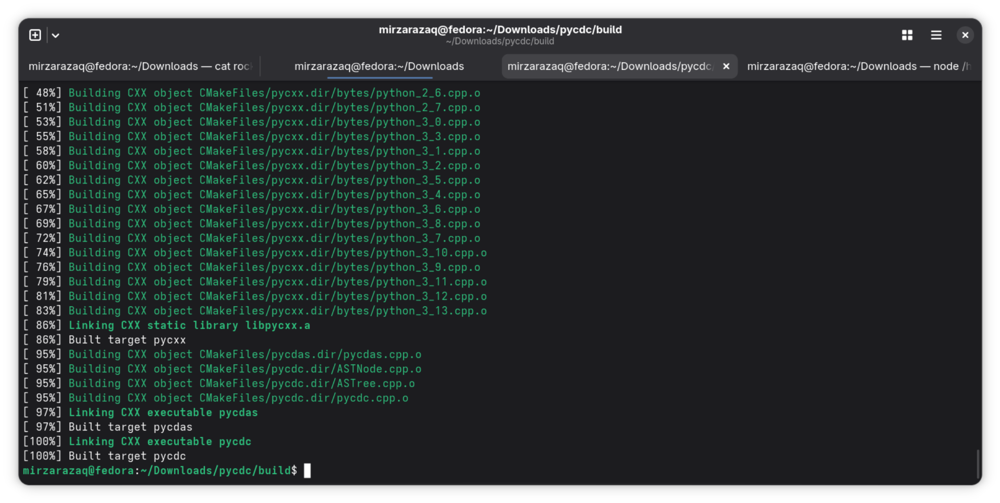 mirzarazaq@fedora:~/Downloads/pycdc/build
~/Downloads/pycdc/build
mirzarazaq@fedora:~/Downloads — cat roc
mirzarazaq@fedora:~/Downloads
mirzarazaq@fedora:~/Downloads/pycdc/
mirzarazaq@fedora:~/Downloads — node /h
[ 48%] Building CXX object CMakeFiles/pycxx.dir/bytes/python_2_6.cpp.o
[ 51%] Building CXX object CMakeFiles/pycxx.dir/bytes/python_2_7.cpp.o
[ 53%] Building CXX object CMakeFiles/pycxx.dir/bytes/python_3_0.cpp.o
[ 55%] Building CXX object CMakeFiles/pycxx.dir/bytes/python_3_3.cpp.o
[ 58%] Building CXX object CMakeFiles/pycxx.dir/bytes/python_3_1.cpp.o
[ 60%] Building CXX object CMakeFiles/pycxx.dir/bytes/python_3_2.cpp.o
[ 62%] Building CXX object CMakeFiles/pycxx.dir/bytes/python_3_5.cpp.o
[ 65%] Building CXX object CMakeFiles/pycxx.dir/bytes/python_3_4.cpp.o
[ 67%] Building CXX object CMakeFiles/pycxx.dir/bytes/python_3_6.cpp.o
[ 69%] Building CXX object CMakeFiles/pycxx.dir/bytes/python_3_8.cpp.o
[ 72%] Building CXX object CMakeFiles/pycxx.dir/bytes/python_3_7.cpp.o
[ 74%] Building CXX object CMakeFiles/pycxx.dir/bytes/python_3_10.cpp.o
[ 76%] Building CXX object CMakeFiles/pycxx.dir/bytes/python_3_9.cpp.o
[ 79%] Building CXX object CMakeFiles/pycxx.dir/bytes/python_3_11.cpp.o
[ 81%] Building CXX object CMakeFiles/pycxx.dir/bytes/python_3_12.cpp.o
[ 83%] Building CXX object CMakeFiles/pycxx.dir/bytes/python_3_13.cpp.o
[ 86%] Linking CXX static library libpycxx.a
[ 86%] Built target pycxx
[ 95%] Building CXX object CMakeFiles/pycdas.dir/pycdas.cpp.o
[ 95%] Building CXX object CMakeFiles/pycdc.dir/ASTNode.cpp.o
[ 95%] Building CXX object CMakeFiles/pycdc.dir/ASTree.cpp.o
[ 95%] Building CXX object CMakeFiles/pycdc.dir/pycdc.cpp.o
[ 97%] Linking CXX executable pycdas
[ 97%] Built target pycdas
[100%] Linking CXX executable pycdc
[100%] Built target pycdc
mirzarazaq@fedora:~/Downloads/pycdc/build$